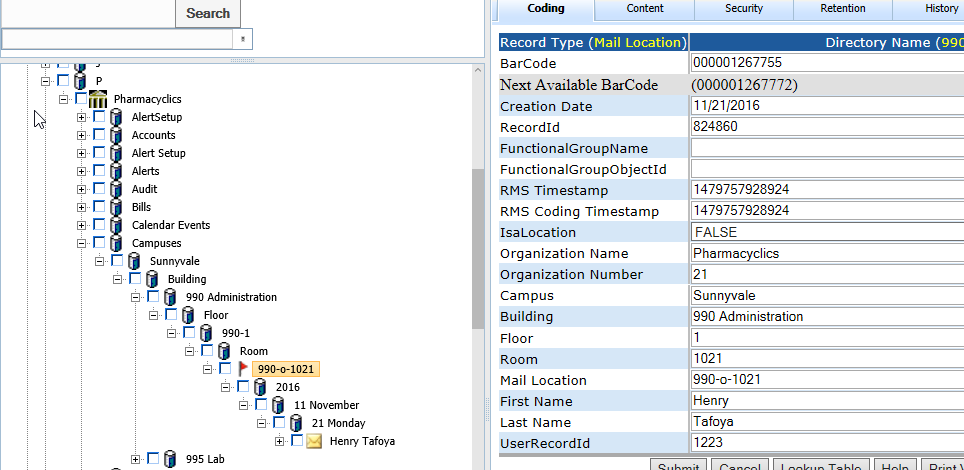 Search
J
P
Pharmacyclics
AlertSetup
Accounts
Alert Setup
Alerts
Audit
Bills
Calendar Events
Campuses
Sunnyvale
Building
990 Administration
Floor
990-1
Room
990-o-1021
2016
11 November
21 Monday
Henry Tafoya
995 Lab
Coding Content Security Retention History
Record Type (Mail Location) Directory Name (990
BarCode 000001267755
Next Available BarCode (000001267772)
Creation Date 11/21/2016
RecordId 824860
FunctionalGroupName
FunctionalGroupObjectId
RMS Timestamp 1479757928924
RMS Coding Timestamp 1479757928924
IsaLocation FALSE
Organization Name Pharmacyclics
Organization Number 21
Campus Sunnyvale
Building 990 Administration
Floor 1
Room 1021
Mail Location 990-o-1021
First Name Henry
Last Name Tafoya
UserRecordId 1223
Submit Cancel Lookup Table Help Print V